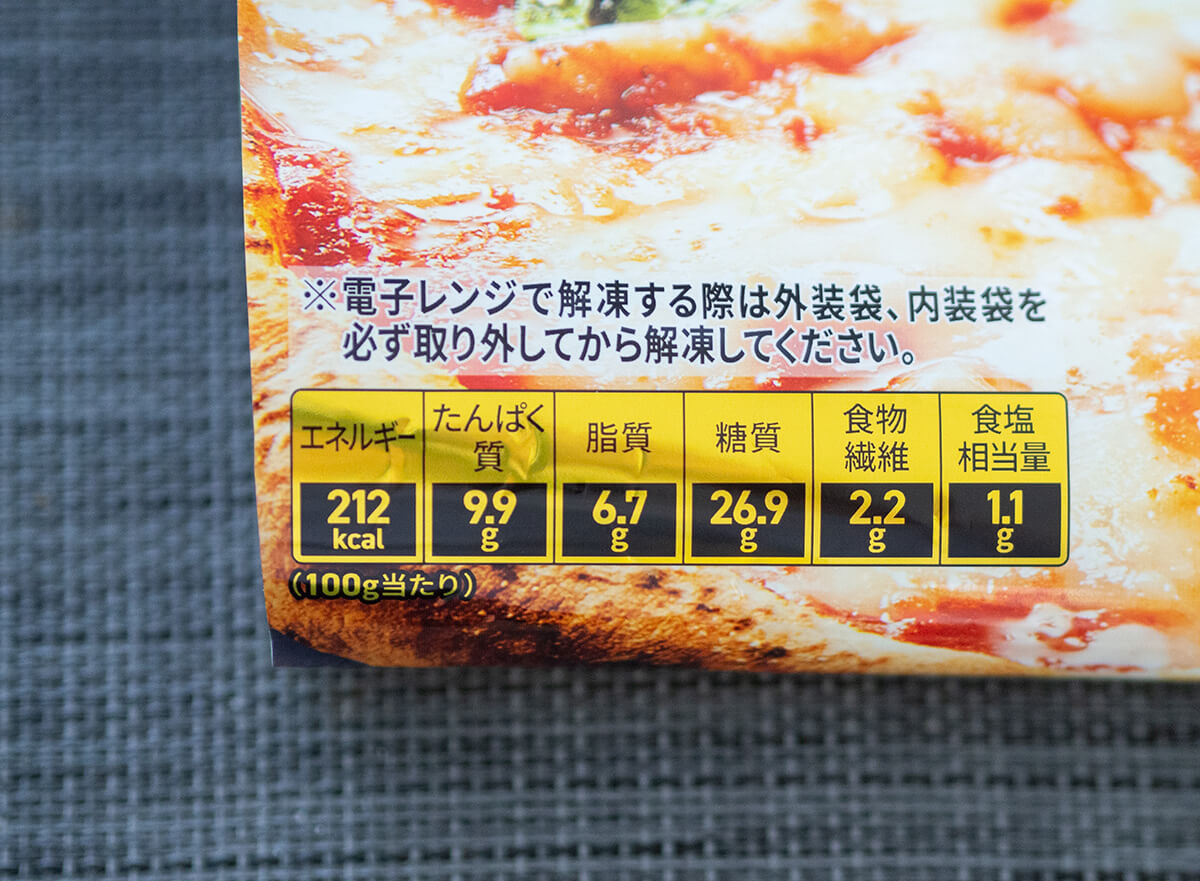 ※電子レンジで解凍する際は外装袋、内装袋を
必ず取り外してから解凍してください。
エネルギー
212
kcal
たんぱく
質
9.9
g
脂質
6.7
g
糖質
26.9
g
食物
繊維
2.2
g
食塩
相当量
1.1
g
(100g当たり)